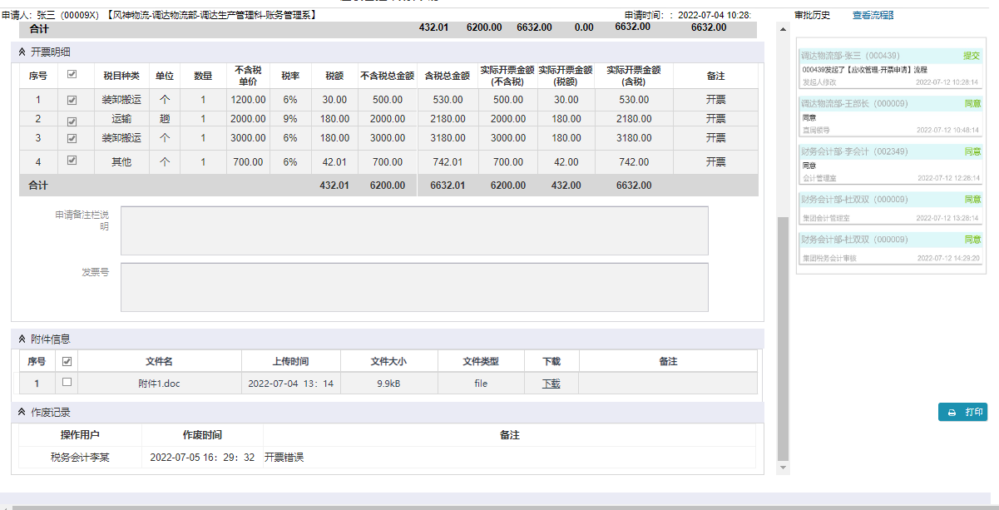 申请人：张三（00009X）【风神物流-调达物流部-调达生产管理科-账务管理系】 申请时间：：2022-07-04 10:28: 审批历史 查看流程图
合计 432.01 6200.00 6632.00 0.00 6632.00 6632.00
开票明细
序号 税目种类 单位 数量 不含税单价 税率 税额 不含税总金额 含税总金额 实际开票金额(不含税) 实际开票金额(税额) 实际开票金额(含税) 备注
1 装卸搬运 个 1 1200.00 6% 30.00 500.00 530.00 500.00 30.00 530.00 开票
2 运输 趟 1 2000.00 9% 180.00 2000.00 2180.00 2000.00 180.00 2180.00 开票
3 装卸搬运 个 1 3000.00 6% 180.00 3000.00 3180.00 3000.00 180.00 3180.00 开票
4 其他 个 1 700.00 6% 42.01 700.00 742.01 700.00 42.00 742.00 开票
合计 432.01 6200.00 6632.01 6200.00 432.00 6632.00
申请备注栏说
明
发票号
附件信息
序号 文件名 上传时间 文件大小 文件类型 下载 备注
1 附件1.doc 2022-07-04 13：14 9.9kB file 下载
作废记录
操作用户 作废时间 备注
税务会计李某 2022-07-05 16：29：32 开票错误
调达物流部-张三（000439） 提交
000439发起了【应收管理-开票申请】流程
发起人修改 2022-07-12 10:28:14
调达物流部-王部长（000009） 同意
同意
直属领导 2022-07-12 10:48:14
财务会计部-李会计（002349） 同意
同意
会计管理室 2022-07-12 12:28:14
财务会计部-杜双双（000009） 同意
集团会计管理室 2022-07-12 13:28:14
财务会计部-杜双双（000009） 同意
集团税务会计审核 2022-07-12 14:29:20
打印